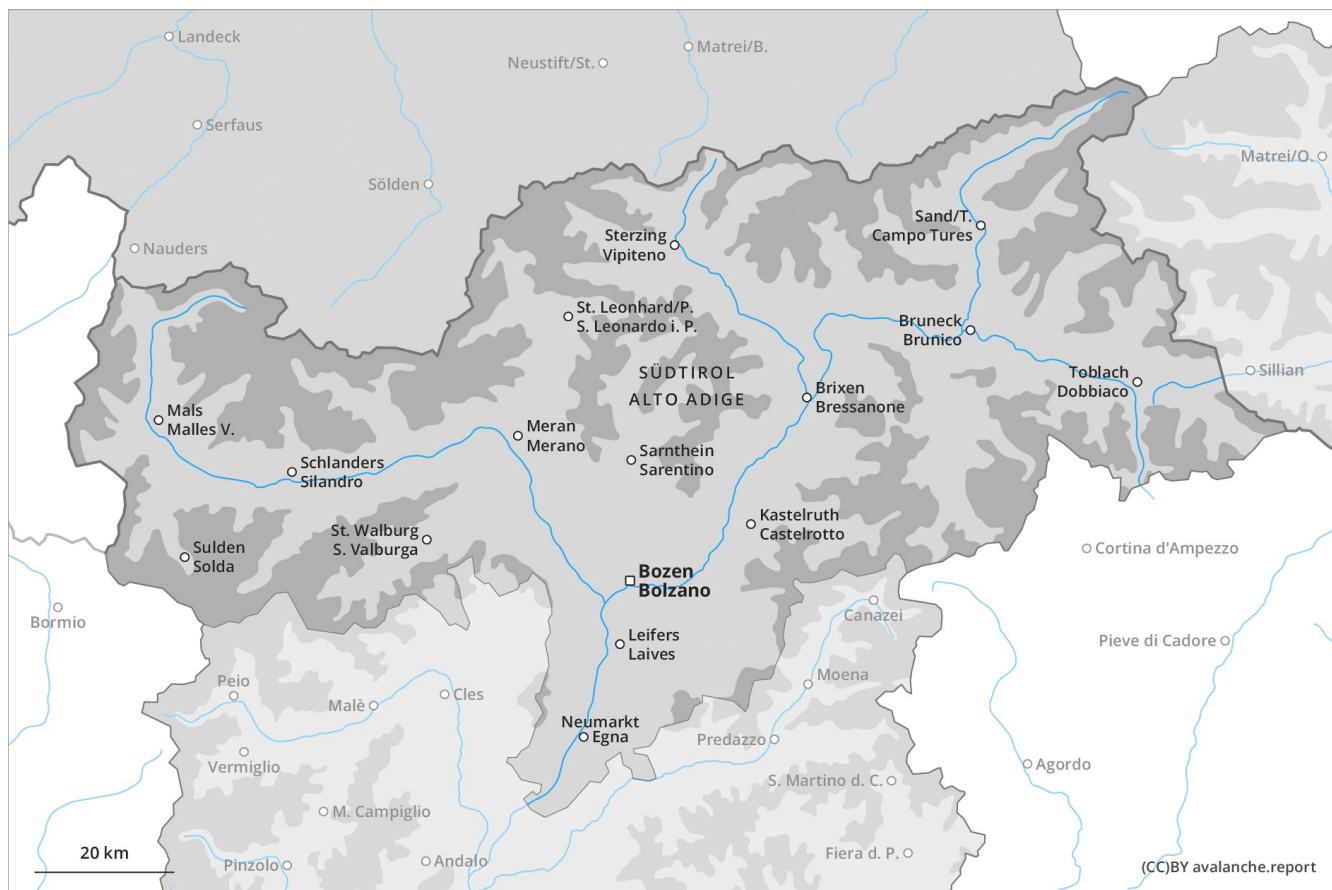 Landeck
Matrei/B.
Neustift/St.
Serfaus
Matrei/O.
Sölden
Sand/T.
Campo Tures
Sterzing
Vipiteno
Nauders
St. Leonhard/P.
S. Leonardo i. P.
Bruneck
Brunico
SÜDTIROL
ALTO ADIGE
Toblach
Dobbiaco
Sillian
Brixen
Bressanone
Mals
Malles V.
Meran
Merano
Sarnthein
Sarentino
Schlanders
Silandro
Kastelruth
Castelrotto
St. Walburg
S. Valburga
Sulden
Solda
Cortina d'Ampezzo
Bozen
Bolzano
Bormio
Canazei
Leifers
Laives
Pieve di Cadore
Peio
Moena
Malè
Cles
Neumarkt
Egna
Predazzo
Vermiglio
Agordo
S. Martino d. C.
M. Campiglio
20 km
Pinzolo
Andalo
Fiera d. P.
(CC)BY avalanche.report